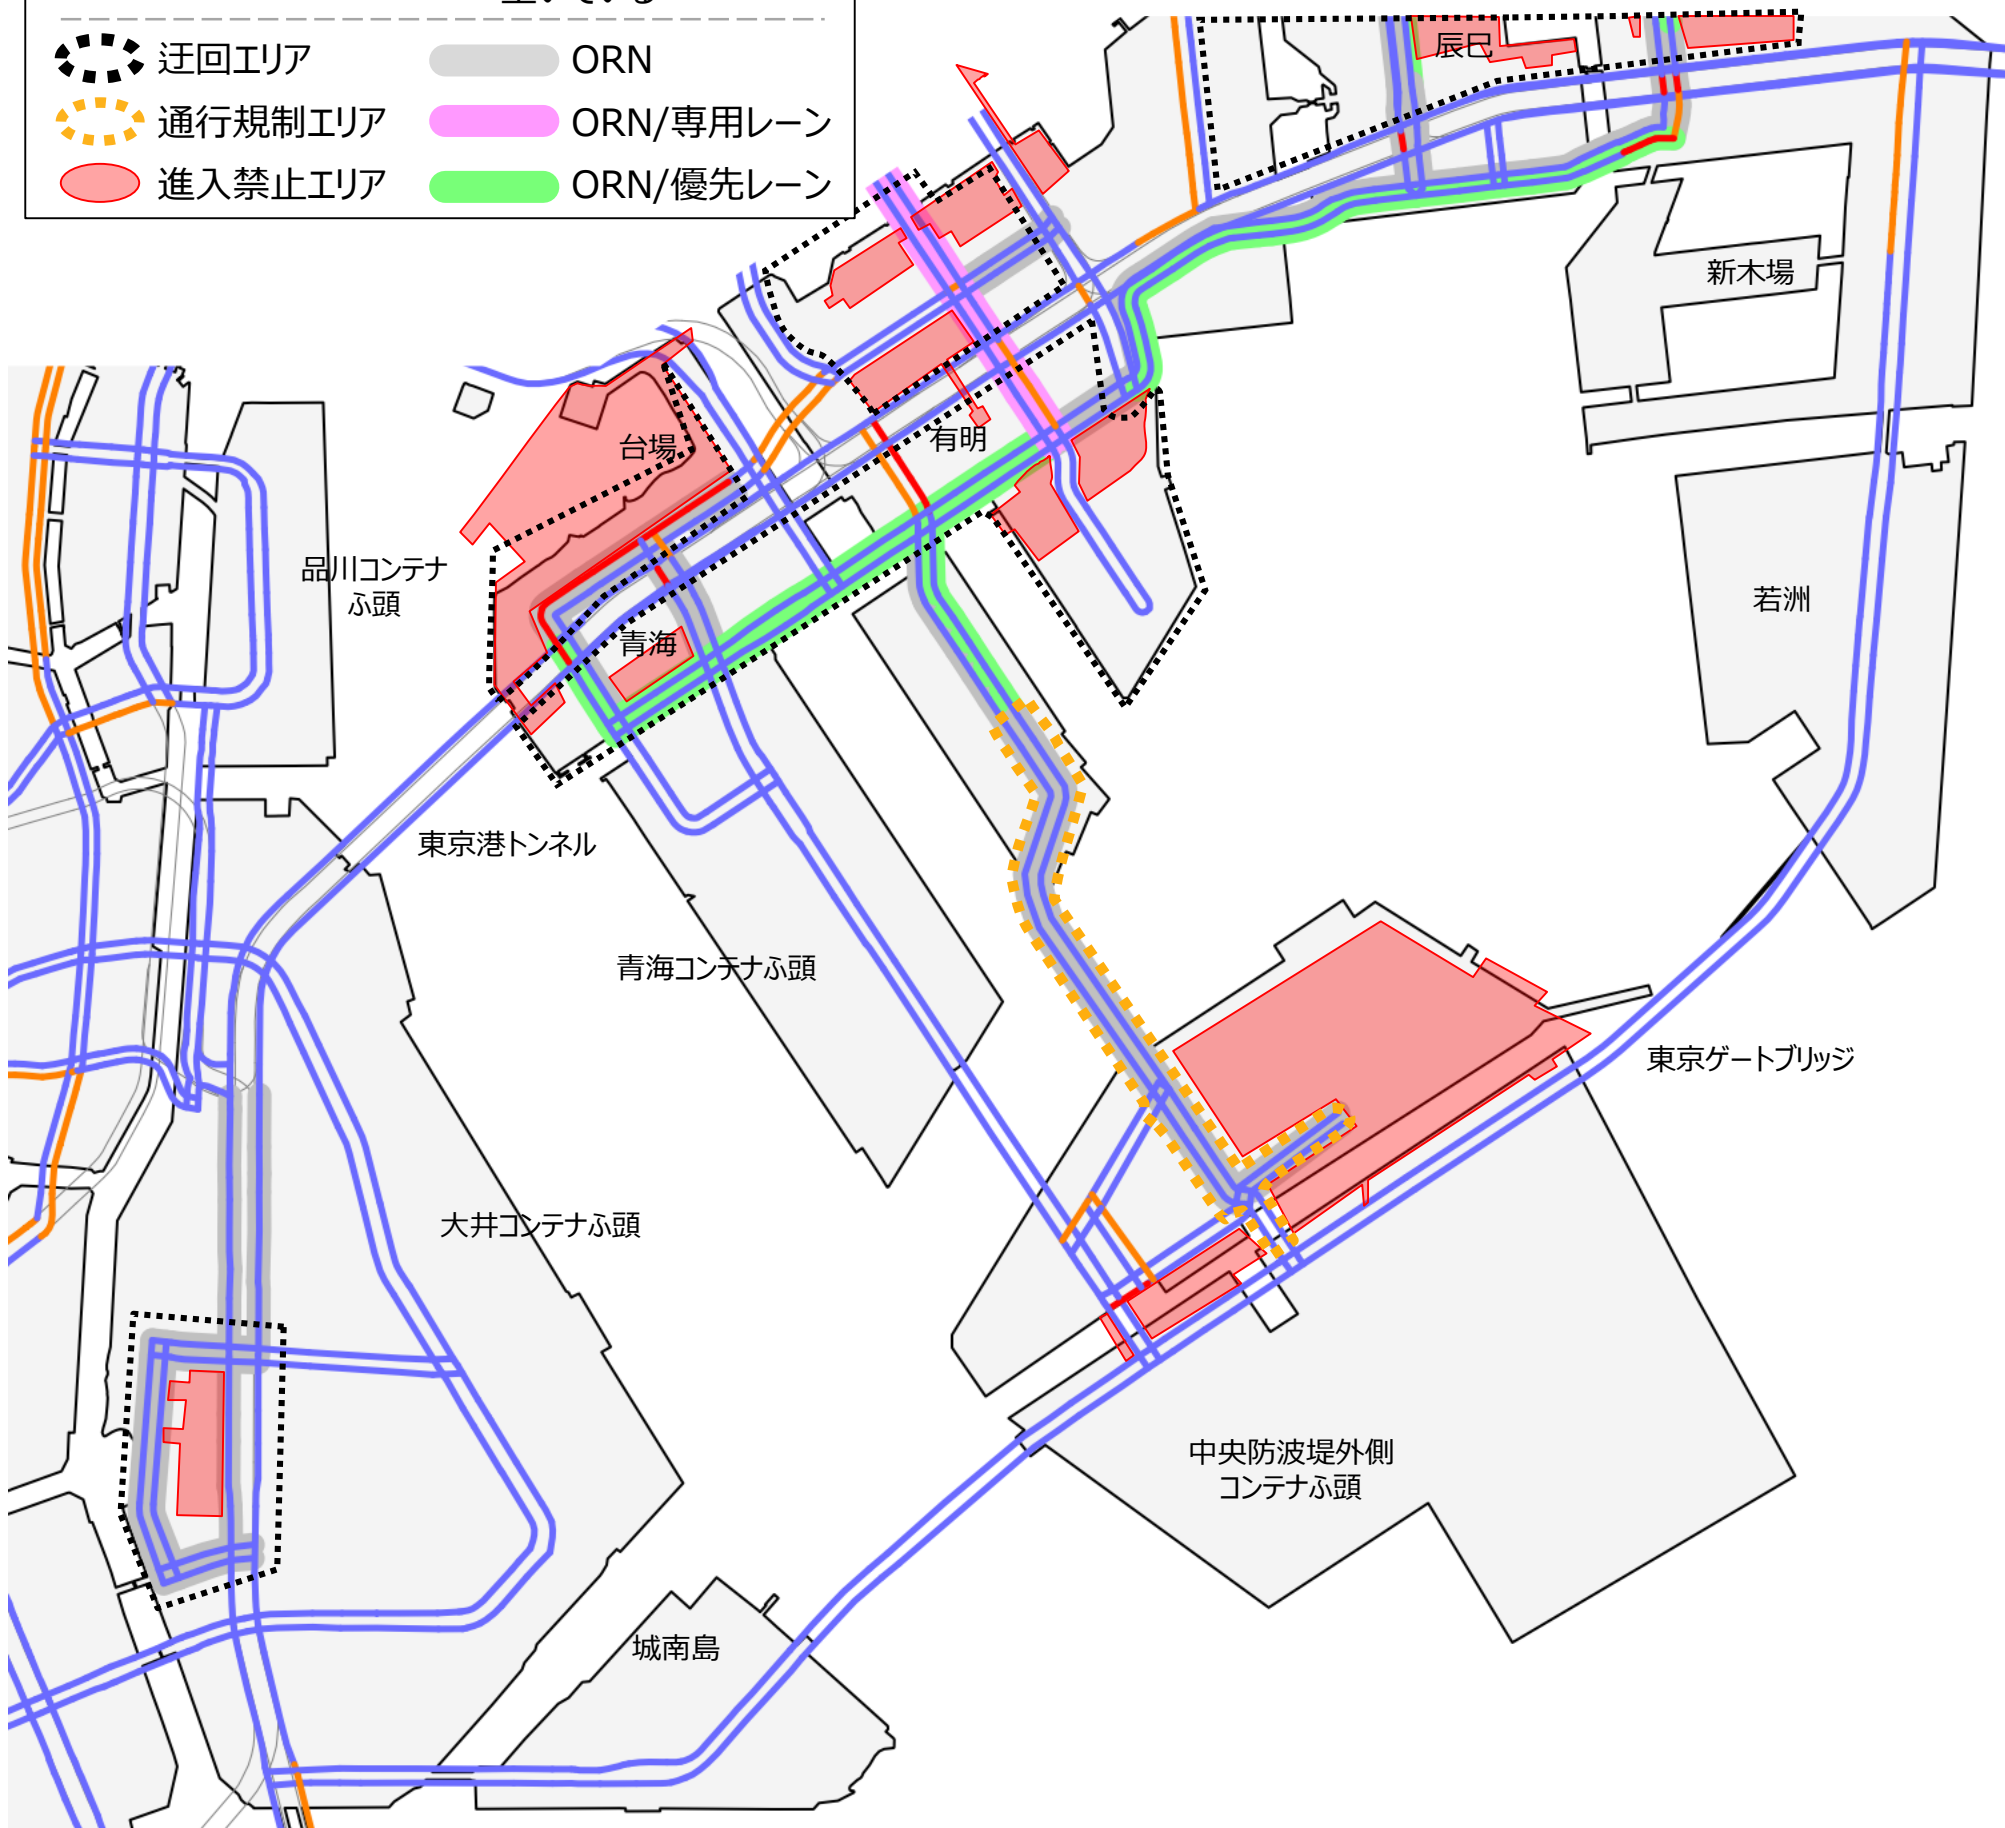 空いている
迂回エリア
ORN
通行規制エリア
ORN/専用レーン
進入禁止エリア
ORN/優先レーン
辰巳
新木場
台場
有明
品川コンテナ
ふ頭
若洲
青海
東京港トンネル
青海コンテナふ頭
東京ゲートブリッジ
大井コンテナふ頭
中央防波堤外側
コンテナふ頭
城南島